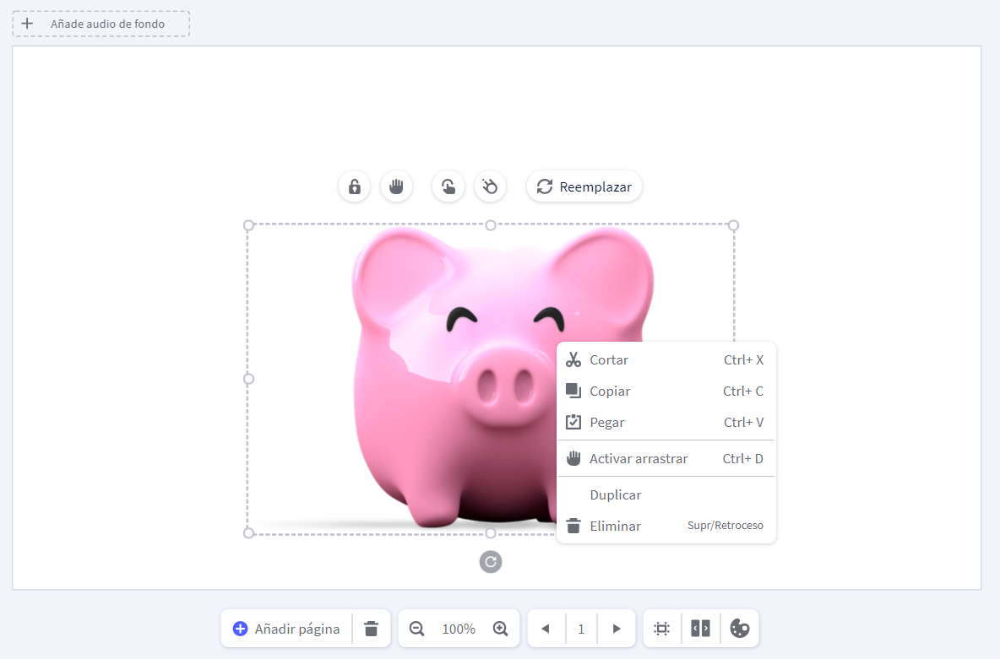 Añade audio de fondo
Reemplazar
Cortar Ctrl+ X
Copiar Ctrl+ C
Pegar Ctrl+ V
Activar arrastrar Ctrl+ D
Duplicar
Eliminar Supr/Retroceso
Añadir página 100% 1